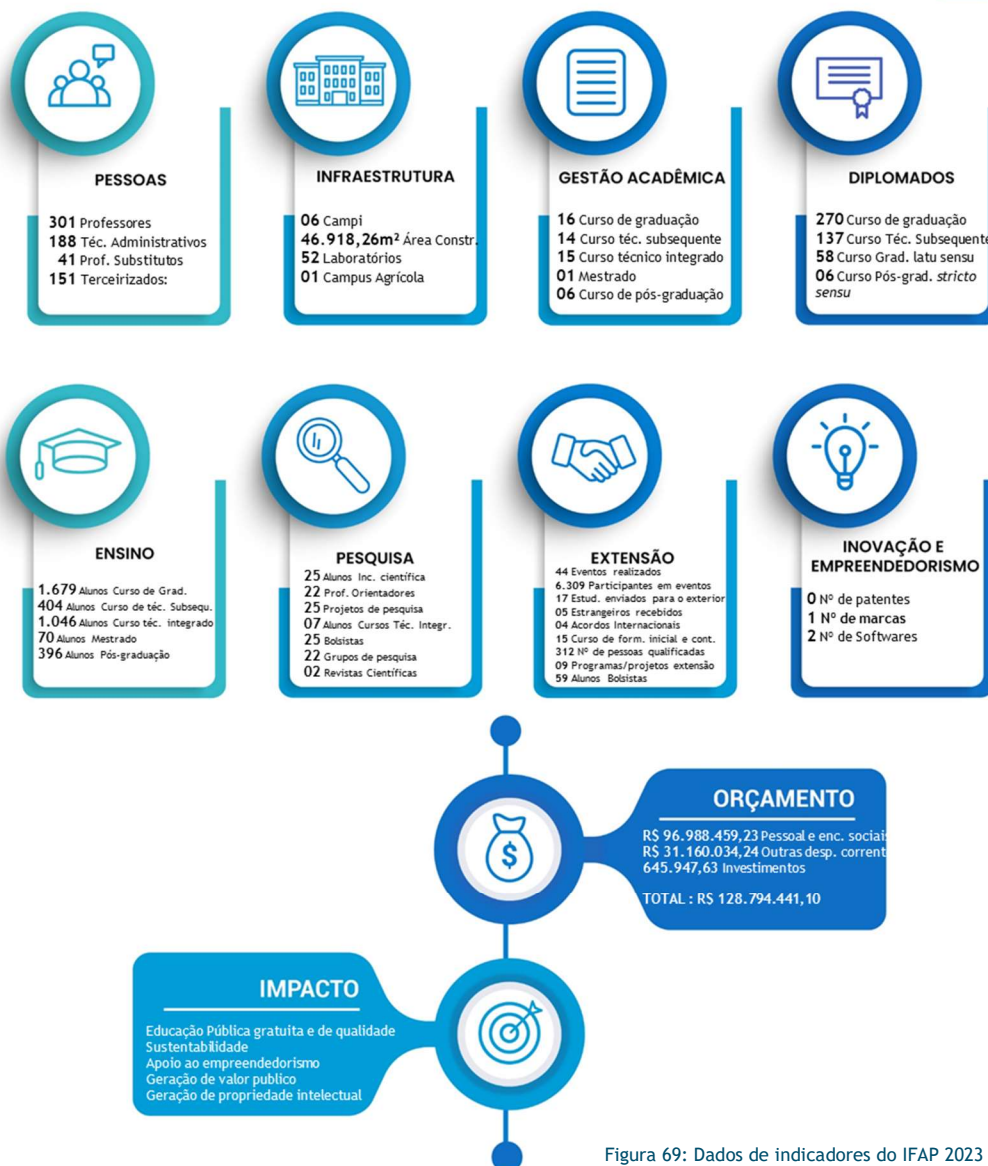 PESSOAS
301 Professores
188 Téc. Administrativos
41 Prof. Substitutos
151 Terceirizados:
INFRAESTRUTURA
06 Campi
46.918,26m² Área Constr.
52 Laboratórios
01 Campus Agrícola
GESTÃO ACADÊMICA
16 Curso de graduação
14 Curso téc. subsequente
15 Curso técnico integrado
01 Mestrado
06 Curso de pós-graduação
DIPLOMADOS
270 Curso de graduação
137 Curso Téc. Subsequente
58 Curso Grad. latu sensu
06 Curso Pós-grad. stricto
sensu
ENSINO
1.679 Alunos Curso de Grad.
404 Alunos Curso de téc. Subsequ.
1.046 Alunos Curso téc. integrado
70 Alunos Mestrado
396 Alunos Pós-graduação
PESQUISA
25 Alunos Inc. científica
22 Prof. Orientadores
25 Projetos de pesquisa
07 Alunos Cursos Téc. Integr.
25 Bolsistas
22 Grupos de pesquisa
02 Revistas Científicas
EXTENSÃO
44 Eventos realizados
6.309 Participantes em eventos
17 Estud. enviados para o exterior
05 Estrangeiros recebidos
04 Acordos Internacionais
15 Curso de form. inicial e cont.
312 Nº de pessoas qualificadas
09 Programas/projetos extensão
59 Alunos Bolsistas
INOVAÇÃO E
EMPREENDEDORISMO
0 Nº de patentes
1 Nº de marcas
2 Nº de Softwares
ORÇAMENTO
R$ 96.988.459,23 Pessoal e enc. sociais
R$ 31.160.034,24 Outras desp. corrent
645.947,63 Investimentos
TOTAL : R$ 128.794.441,10
IMPACTO
Educação Pública gratuita e de qualidade
Sustentabilidade
Apoio ao empreendedorismo
Geração de valor publico
Geração de propriedade intelectual
Figura 69: Dados de indicadores do IFAP 2023